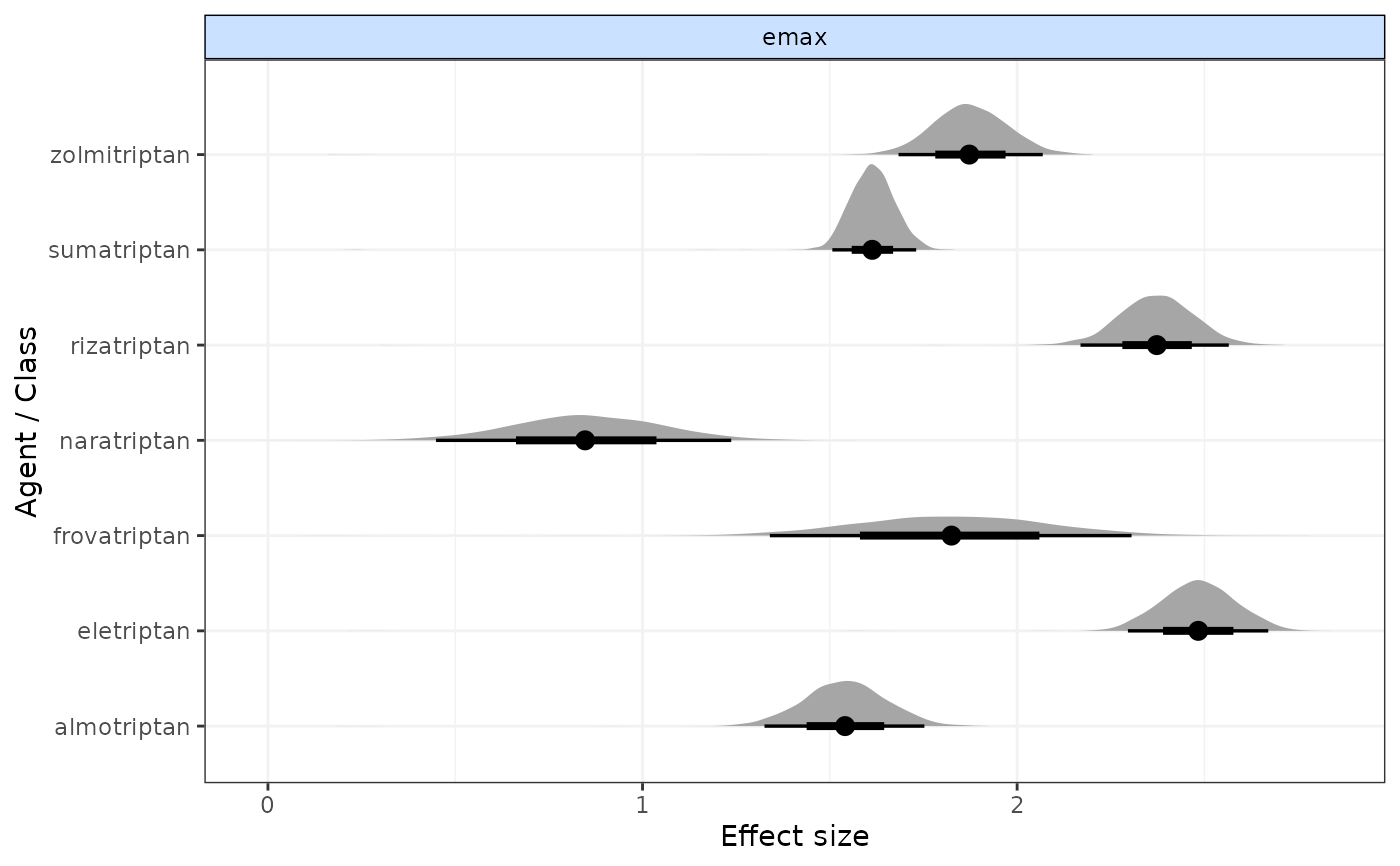 emax
zolmitriptan
sumatriptan
rizatriptan
naratriptan
frovatriptan
eletriptan
almotriptan
Agent / Class
0 1 2
Effect size